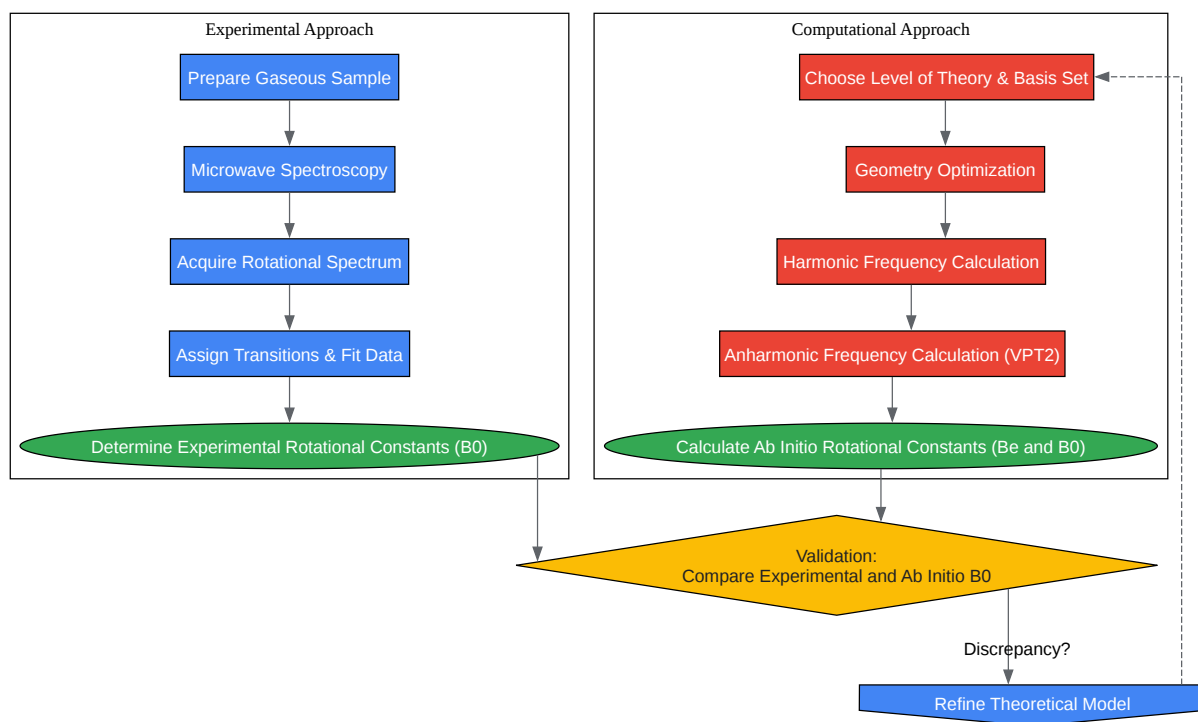 Experimental Approach
Prepare Gaseous Sample
Microwave Spectroscopy
Acquire Rotational Spectrum
Assign Transitions & Fit Data
Determine Experimental Rotational Constants (B0)
Computational Approach
Choose Level of Theory & Basis Set
Geometry Optimization
Harmonic Frequency Calculation
Anharmonic Frequency Calculation (VPT2)
Calculate Ab Initio Rotational Constants (Be and B0)
Validation:
Compare Experimental and Ab Initio B0
Discrepancy?
Refine Theoretical Model